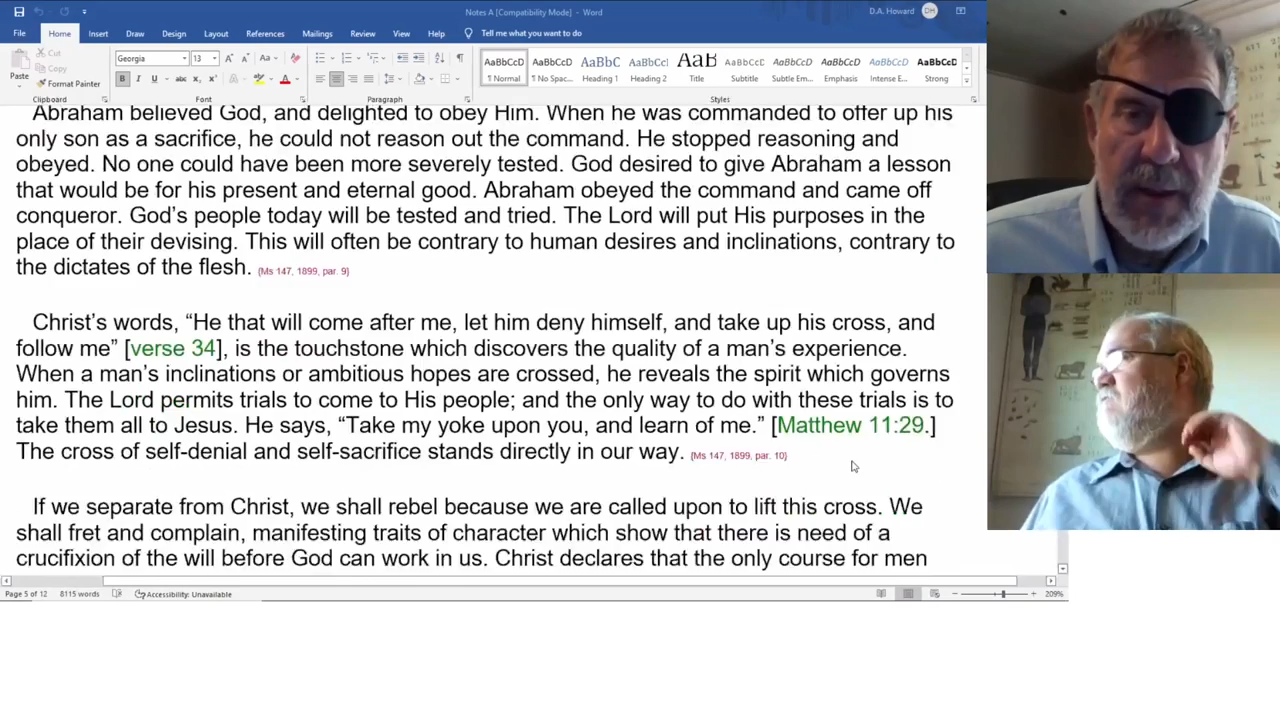 Notes A [Compatibility Mode] - Word
D.A. Howard DH
File Home Insert Draw Design Layout References Mailings Review View Help Tell me what you want to do
Paste
Cut
Copy
Format Painter
Clipboard
Georgia 13
Font
Paragraph
AaBbCcD AaBbCcD AaBbCcD AaBbCcI AaB AaBbCcD AaBbCcD AaBbCcD AaBbCcD AaBbCcD
¶ Normal ¶ No Spac... Heading 1 Heading 2 Title Subtitle Subtle Em... Emphasis Intense E... Strong
Styles
Abraham believed God, and delighted to obey Him. When he was commanded to offer up his
only son as a sacrifice, he could not reason out the command. He stopped reasoning and
obeyed. No one could have been more severely tested. God desired to give Abraham a lesson
that would be for his present and eternal good. Abraham obeyed the command and came off
conqueror. God’s people today will be tested and tried. The Lord will put His purposes in the
place of their devising. This will often be contrary to human desires and inclinations, contrary to
the dictates of the flesh. {Ms 147, 1899, par. 9}
Christ’s words, “He that will come after me, let him deny himself, and take up his cross, and
follow me” [verse 34], is the touchstone which discovers the quality of a man’s experience.
When a man’s inclinations or ambitious hopes are crossed, he reveals the spirit which governs
him. The Lord permits trials to come to His people; and the only way to do with these trials is to
take them all to Jesus. He says, “Take my yoke upon you, and learn of me.” [Matthew 11:29.]
The cross of self-denial and self-sacrifice stands directly in our way. {Ms 147, 1899, par. 10}
If we separate from Christ, we shall rebel because we are called upon to lift this cross. We
shall fret and complain, manifesting traits of character which show that there is need of a
crucifixion of the will before God can work in us. Christ declares that the only course for men
Page 5 of 12 8115 words Accessibility: Unavailable 209%